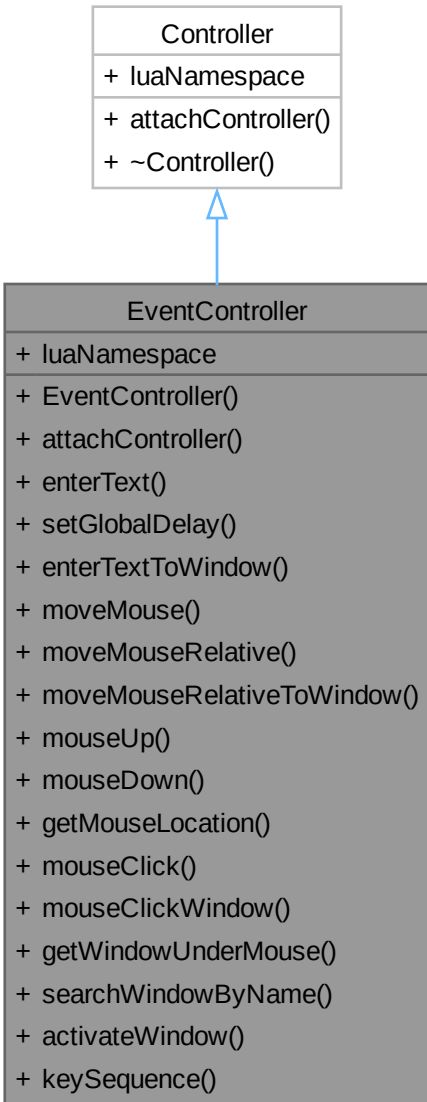 Controller
+ luaNamespace
+ attachController()
+ ~Controller()
EventController
+ luaNamespace
+ EventController()
+ attachController()
+ enterText()
+ setGlobalDelay()
+ enterTextToWindow()
+ moveMouse()
+ moveMouseRelative()
+ moveMouseRelativeToWindow()
+ mouseUp()
+ mouseDown()
+ getMouseLocation()
+ mouseClick()
+ mouseClickWindow()
+ getWindowUnderMouse()
+ searchWindowByName()
+ activateWindow()
+ keySequence()